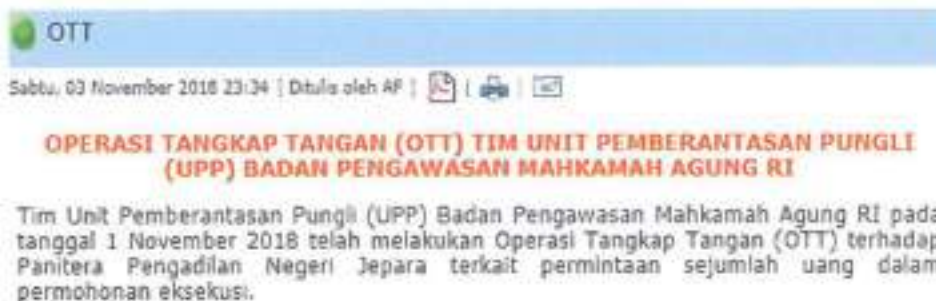 OTT
Sabtu, 03 November 2018 23:34 | Ditulis oleh AF |
OPERASI TANGKAP TANGAN (OTT) TIM UNIT PEMBERANTASAN PUNGLI
(UPP) BADAN PENGAWASAN MAHKAMAH AGUNG RI
Tim Unit Pemberantasan Pungli (UPP) Badan Pengawasan Mahkamah Agung RI pada
tanggal 1 November 2018 telah melakukan Operasi Tangkap Tangan (OTT) terhadap
Panitera Pengadilan Negeri Jepara terkait permintaan sejumlah uang dalam
permohonan eksekusi.